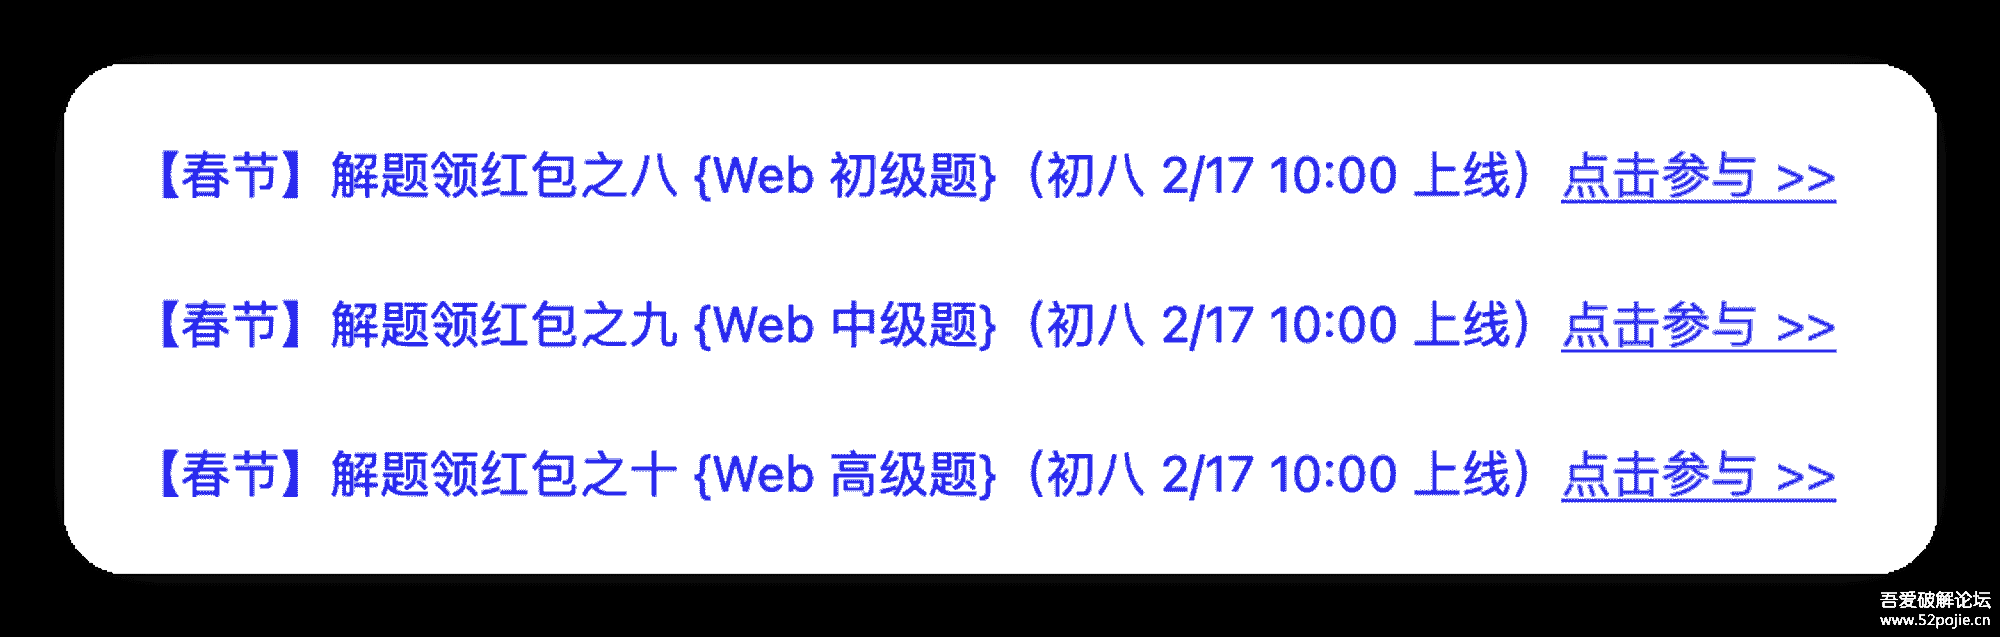 【春节】解题领红包之八 {Web 初级题}（初八 2/17 10:00 上线）点击参与 >>
【春节】解题领红包之九 {Web 中级题}（初八 2/17 10:00 上线）点击参与 >>
【春节】解题领红包之十 {Web 高级题}（初八 2/17 10:00 上线）点击参与 >>
吾爱破解论坛
www.52pojie.cn